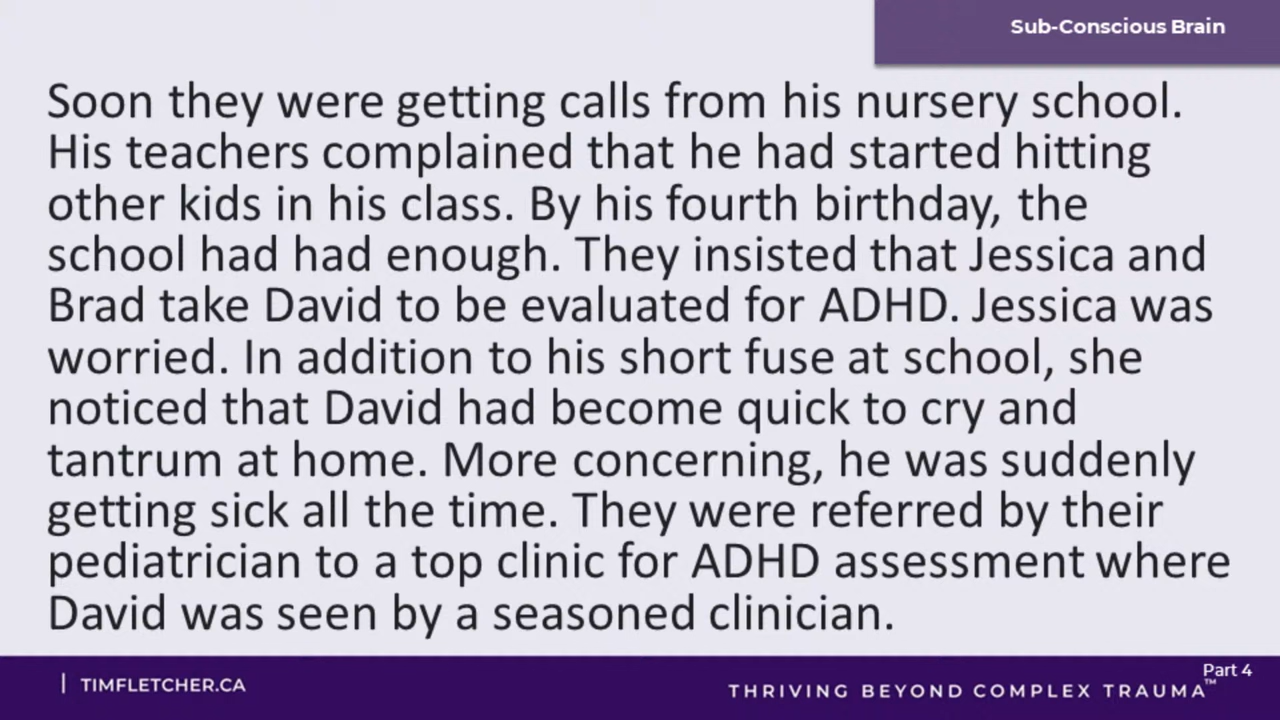 Sub-Conscious Brain
Soon they were getting calls from his nursery school.
His teachers complained that he had started hitting
other kids in his class. By his fourth birthday, the
school had had enough. They insisted that Jessica and
Brad take David to be evaluated for ADHD. Jessica was
worried. In addition to his short fuse at school, she
noticed that David had become quick to cry and
tantrum at home. More concerning, he was suddenly
getting sick all the time. They were referred by their
pediatrician to a top clinic for ADHD assessment where
David was seen by a seasoned clinician.
Part 4
| TIMFLETCHER.CA
THRIVING BEYOND COMPLEX TRAUMA™